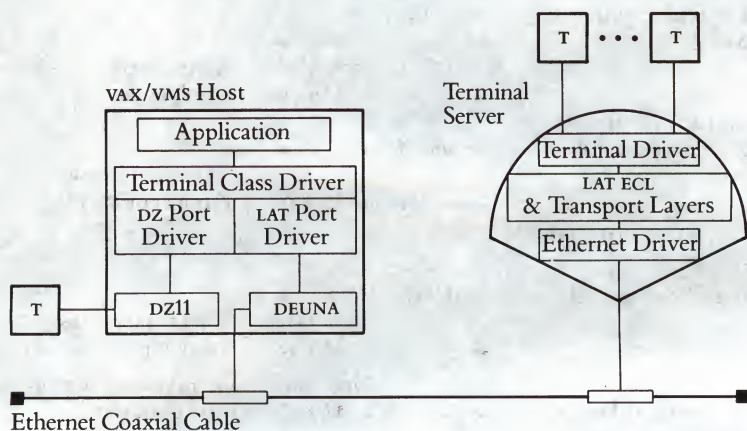 T • • • T
Terminal
Server
VAX/VMS Host
Application
Terminal Class Driver
DZ Port
Driver
LAT Port
Driver
T
DZ11
DEUNA
Terminal Driver
LAT ECL
& Transport Layers
Ethernet Driver
Ethernet Coaxial Cable